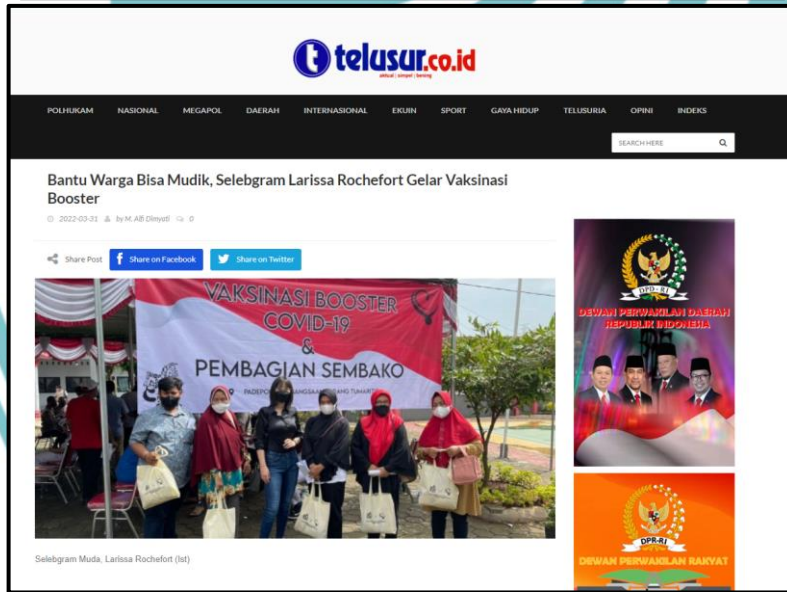 telusur.co.id
aktual | simpel | bening
POLHUKAM NASIONAL MEGAPOL DAERAH INTERNASIONAL EKUIN SPORT GAYA HIDUP TELUSURIA OPINI INDEKS
SEARCH HERE
Bantu Warga Bisa Mudik, Selebgram Larissa Rochefort Gelar Vaksinasi
Booster
2022-03-31 by M. Alfi Dimyati 0
Share Post Share on Facebook Share on Twitter
VAKSINASI BOOSTER
COVID-19
&
PEMBAGIAN SEMBAKO
Selebgram Muda, Larissa Rochefort (Ist)
DPD-RI
DEWAN PERWAKILAN DAERAH
REPUBLIK INDONESIA
DPR-RI
DEWAN PERWAKILAN RAKYAT